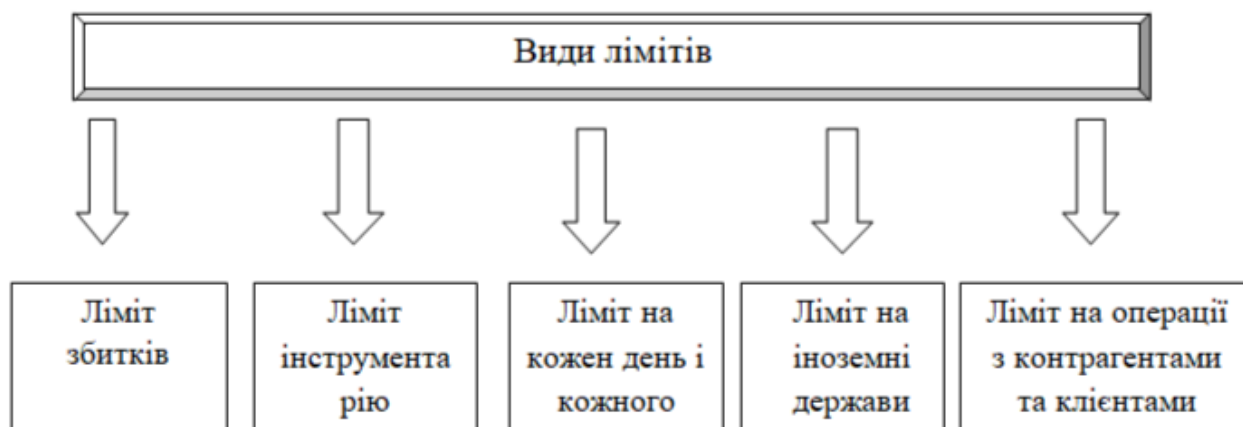 Види лімітів
Ліміт
збитків
Ліміт
інструмента
рію
Ліміт на
кожен день і
кожного
Ліміт на
іноземні
держави
Ліміт на операції
з контрагентами
та клієнтами